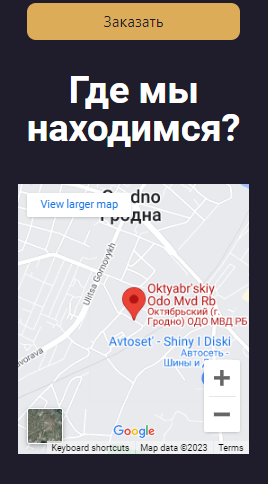 Заказать
Где мы
находимся?
View larger map
Гродна
Ulitsa Gornovykh
Oktyabr'skiy
Odo Mvd Rb
Октябрьский (г.
Гродно) ОДО МВД РБ
Avtoset' - Shiny I Diski
Автосеть -
Шины и
Google
Keyboard shortcuts
Map data ©2023
Terms